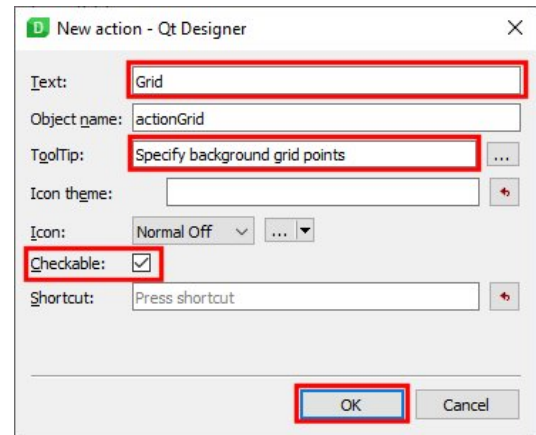 D New action - Qt Designer
Text: Grid
Object name: actionGrid
ToolTip: Specify background grid points ...
Icon theme:
Icon: Normal Off ...
Checkable:
Shortcut: Press shortcut
OK Cancel